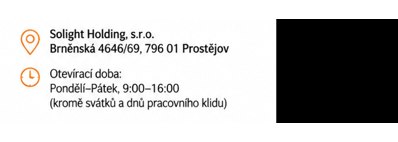 Solight Holding, s.r.o.
Brněnská 4646/69, 796 01 Prostějov
Otevírací doba:
Pondělí–Pátek, 9:00–16:00
(kromě svátků a dnů pracovního klidu)